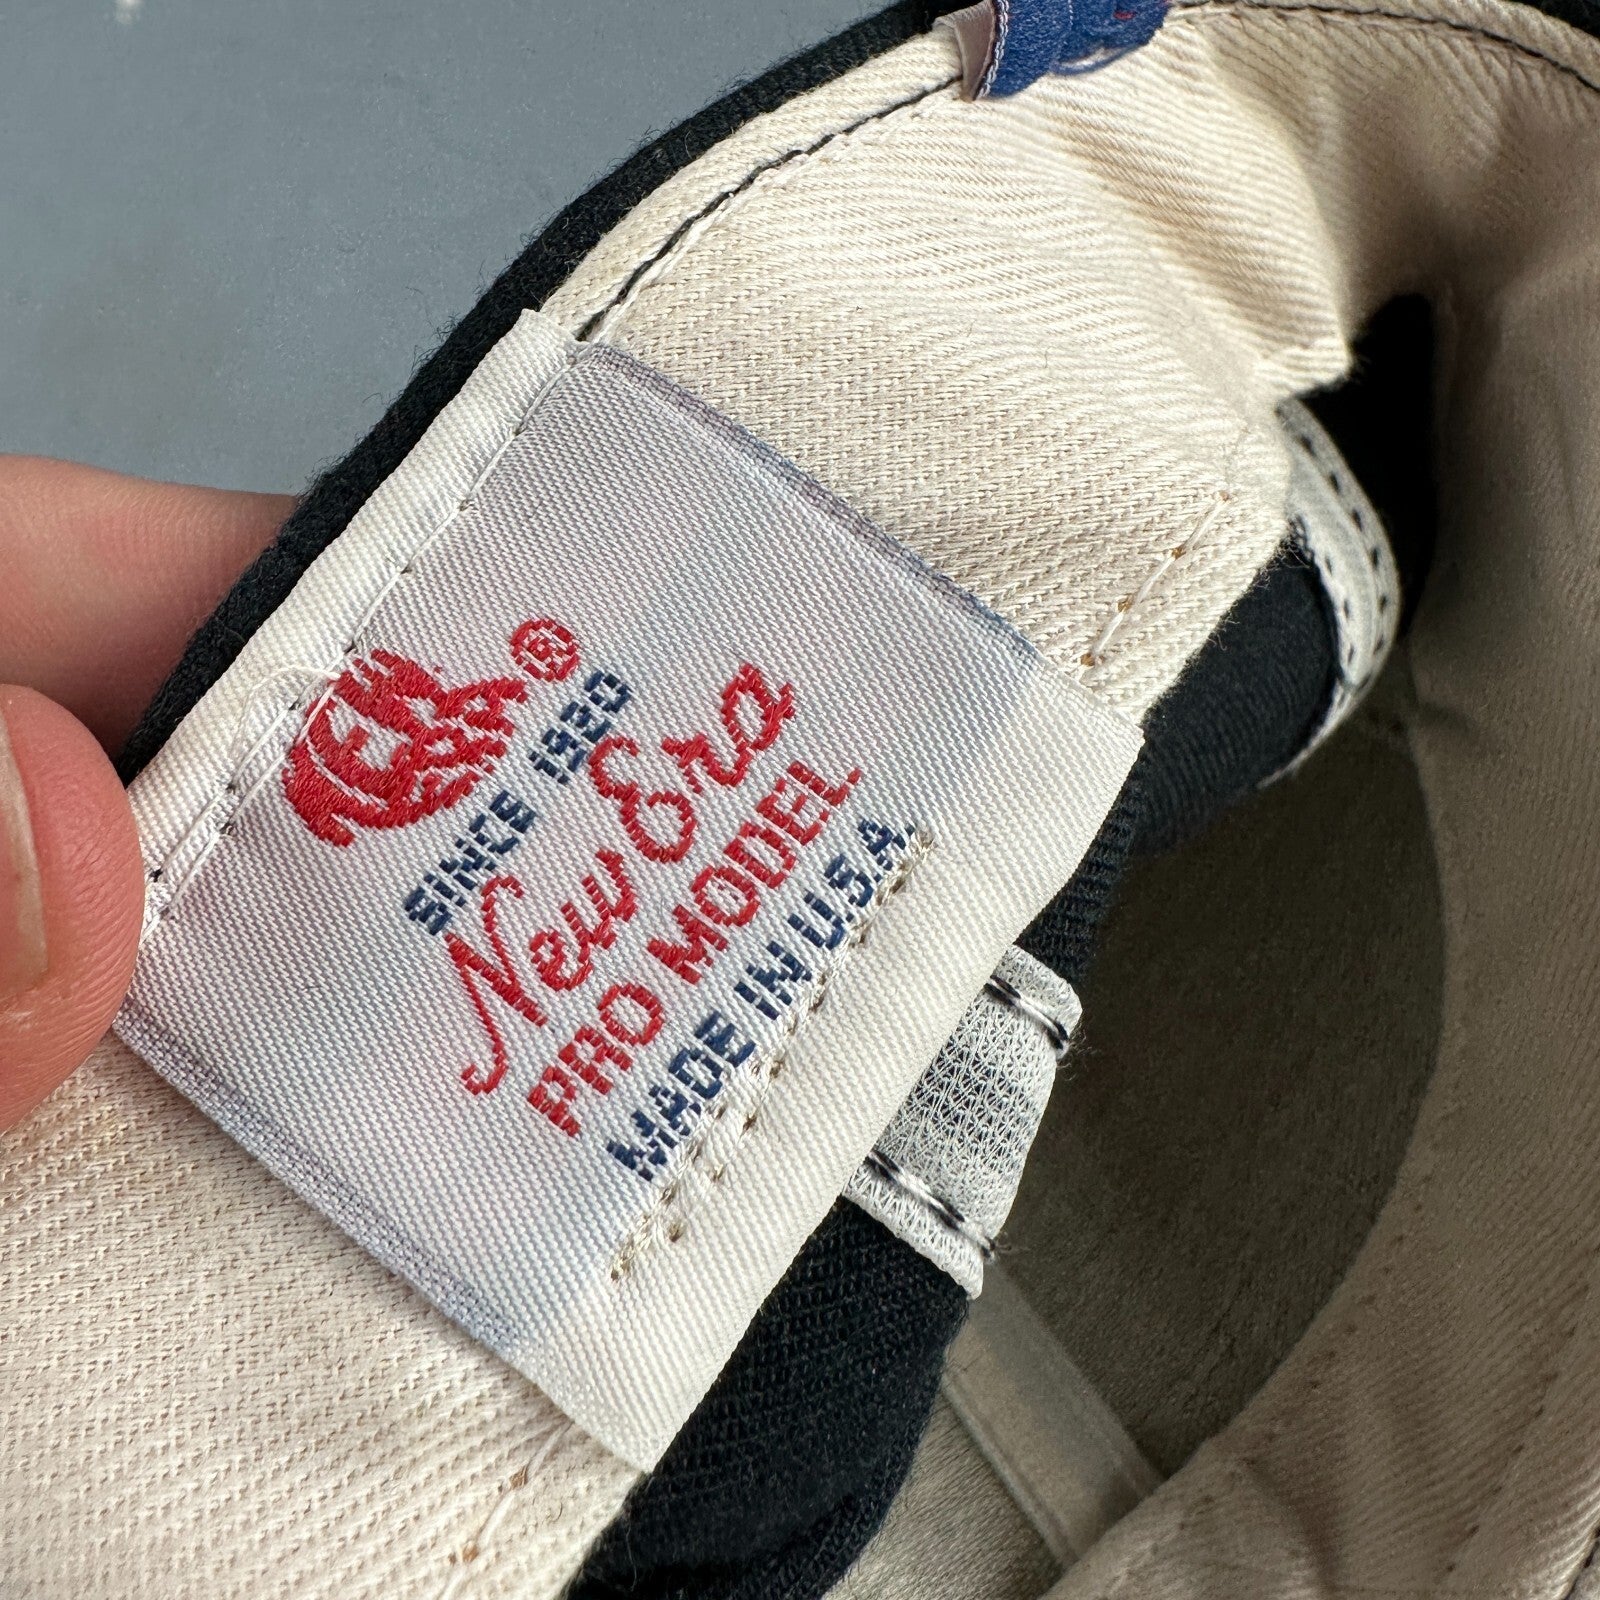 ®
SINCE 1920
New Era
PRO MODEL
MADE IN U.S.A.